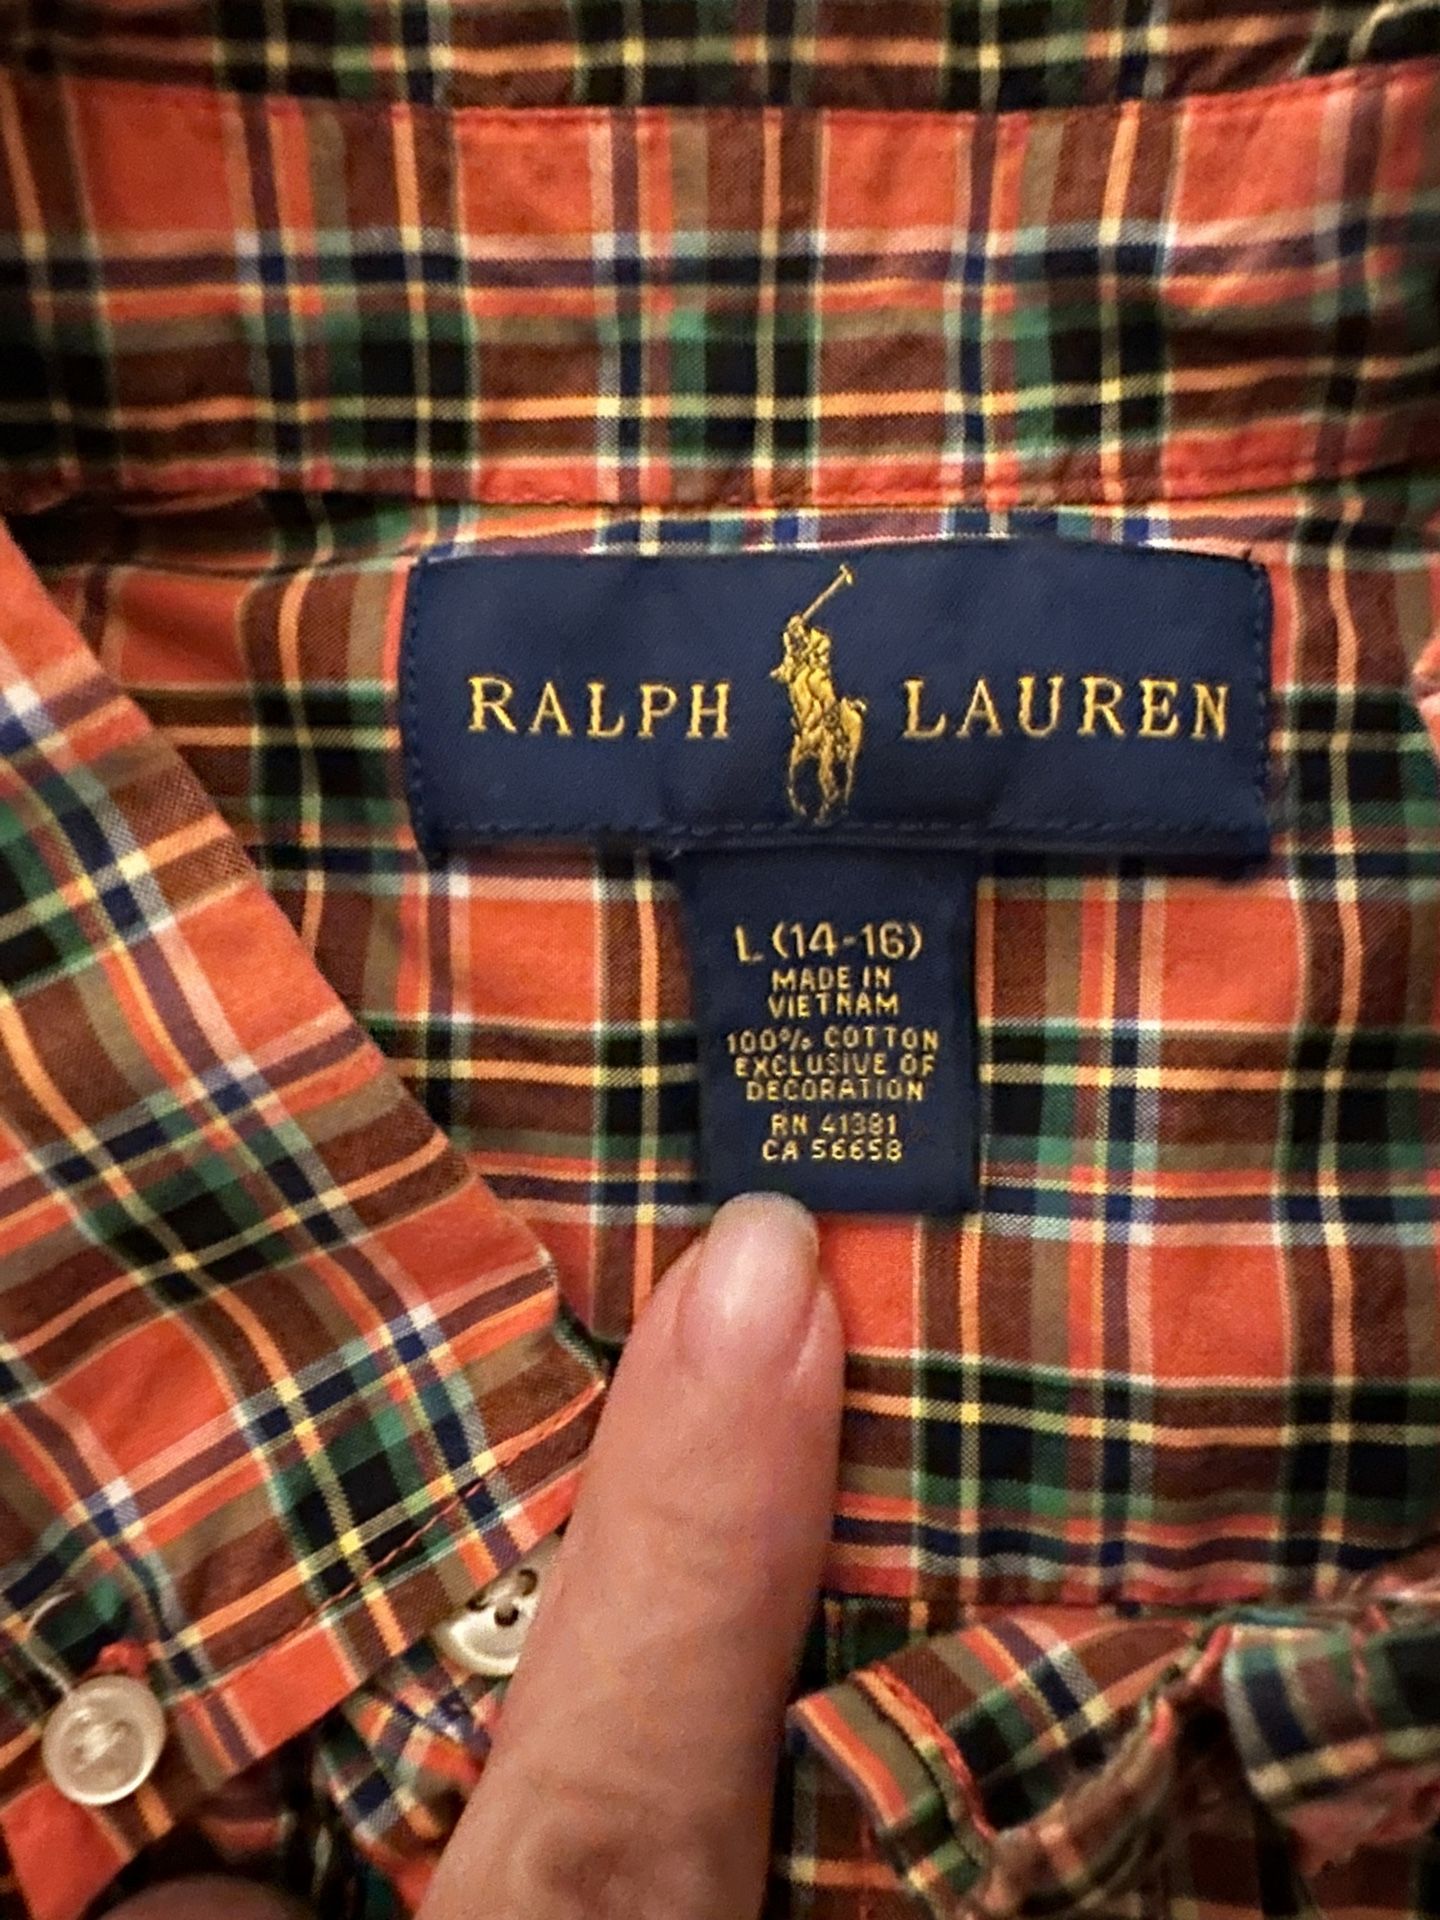 RALPH LAUREN
L (14-16)
MADE IN
VIETNAM
100% COTTON
EXCLUSIVE OF
DECORATION
RN 41381
CA 56658